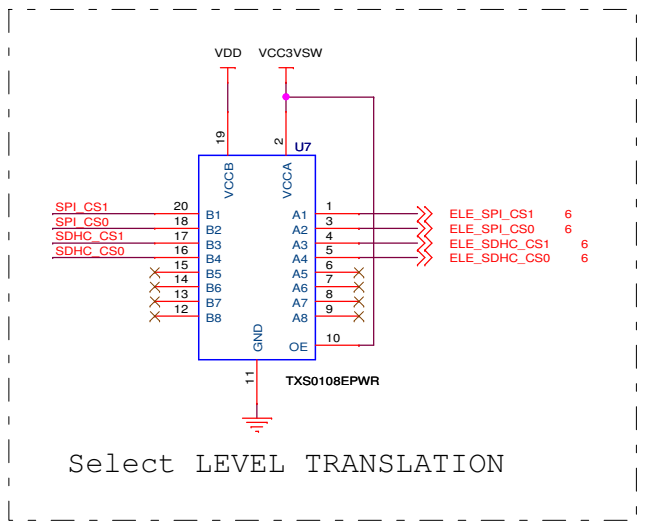 VDD VCC3VSW
19 2 U7
VCCB VCCA
SPI_CS1 20 B1 A1 1 ELE_SPI_CS1 6
SPI_CS0 18 B2 A2 3 ELE_SPI_CS0 6
SDHC_CS1 17 B3 A3 4 ELE_SDHC_CS1 6
SDHC_CS0 16 B4 A4 5 ELE_SDHC_CS0 6
15 B5 A5 6
14 B6 A6 7
13 B7 A7 8
12 B8 A8 9
GND OE 10
11 TXS0108EPWR
Select LEVEL TRANSLATION